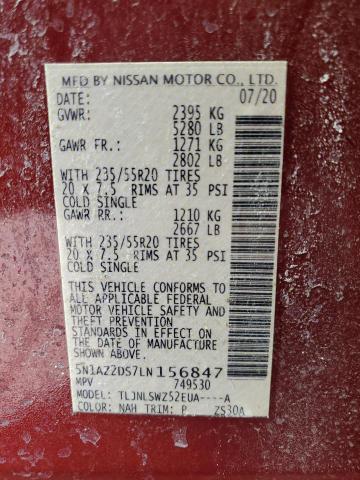 MFD BY NISSAN MOTOR CO., LTD.
DATE: 07/20
GVWR: 2395 KG
5280 LB
GAWR FR.: 1271 KG
2802 LB
WITH 235/55R20 TIRES
20 X 7.5 RIMS AT 35 PSI
COLD SINGLE
GAWR RR.: 1210 KG
2667 LB
WITH 235/55R20 TIRES
20 X 7.5 RIMS AT 35 PSI
COLD SINGLE
THIS VEHICLE CONFORMS TO
ALL APPLICABLE FEDERAL
MOTOR VEHICLE SAFETY AND
THEFT PREVENTION
STANDARDS IN EFFECT ON
THE DATE OF MANUFACTURE
SHOWN ABOVE.
5N1AZ2DS7LN156847
MPV 749530
MODEL: TLJNLSWZ52EUA----A
COLOR: NAH TRIM: P ZS30A